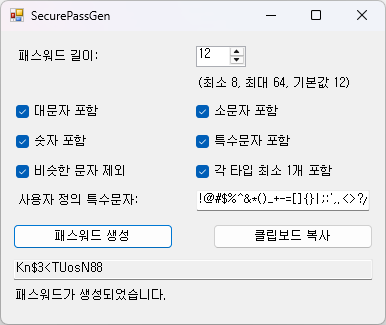 SecurePassGen
패스워드 길이: 12
(최소 8, 최대 64, 기본값 12)
대문자 포함 소문자 포함
숫자 포함 특수문자 포함
비슷한 문자 제외 각 타입 최소 1개 포함
사용자 정의 특수문자: !@#$%^&*()_+-=[]{}|;:',.<>?/
패스워드 생성 클립보드 복사
Kn$3<TUosN88
패스워드가 생성되었습니다.